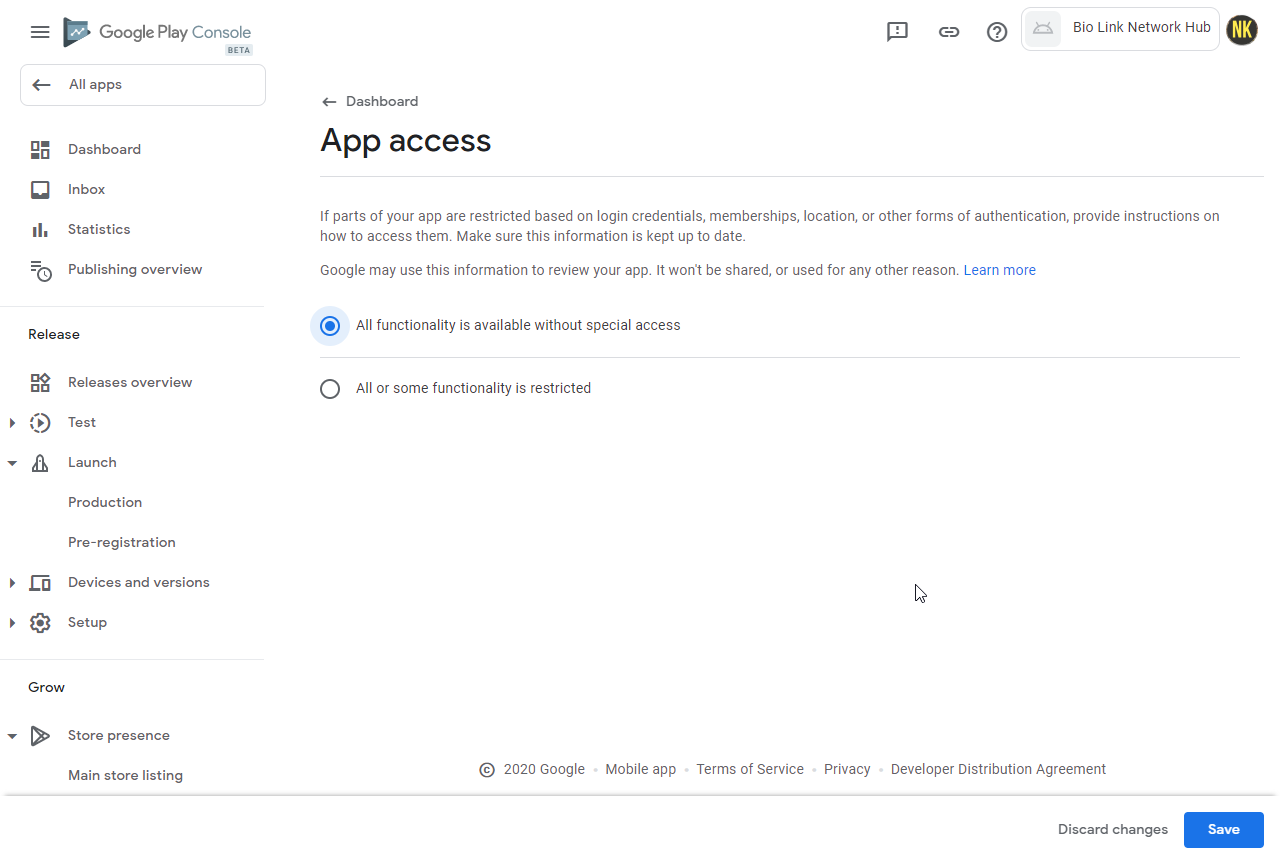 Google Play Console
BETA
Bio Link Network Hub
NK
All apps
Dashboard
Inbox
Statistics
Publishing overview
Release
Releases overview
Test
Launch
Production
Pre-registration
Devices and versions
Setup
Grow
Store presence
Main store listing
Dashboard
App access
If parts of your app are restricted based on login credentials, memberships, location, or other forms of authentication, provide instructions on
how to access them. Make sure this information is kept up to date.
Google may use this information to review your app. It won't be shared, or used for any other reason. Learn more
All functionality is available without special access
All or some functionality is restricted
© 2020 Google • Mobile app • Terms of Service • Privacy • Developer Distribution Agreement
Discard changes
Save